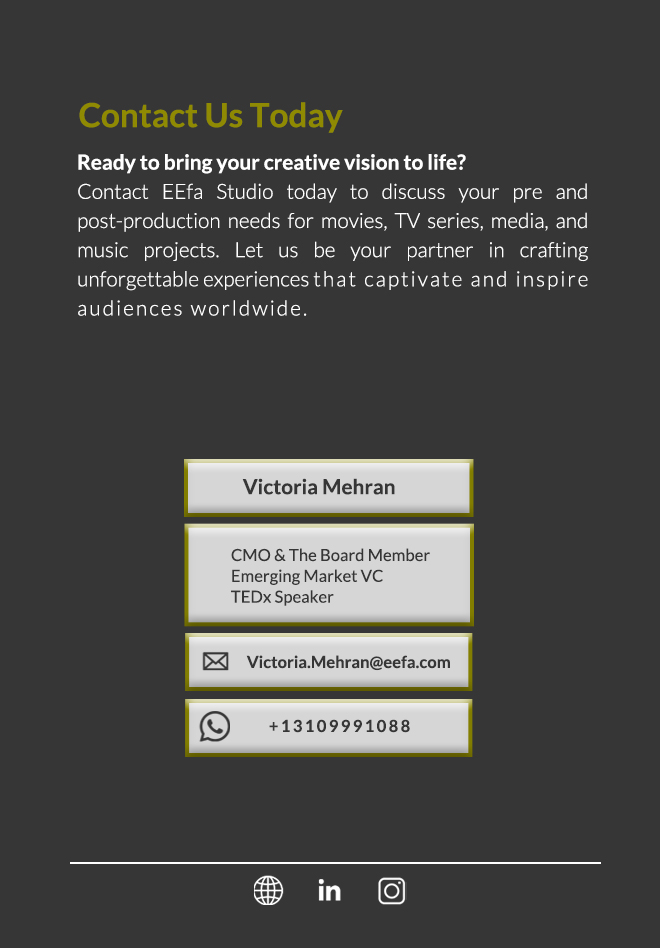 Contact Us Today
Ready to bring your creative vision to life?
Contact EEfa Studio today to discuss your pre and
post-production needs for movies, TV series, media, and
music projects. Let us be your partner in crafting
unforgettable experiences that captivate and inspire
audiences worldwide.
Victoria Mehran
CMO & The Board Member
Emerging Market VC
TEDx Speaker
Victoria.Mehran@eefa.com
+13109991088
in